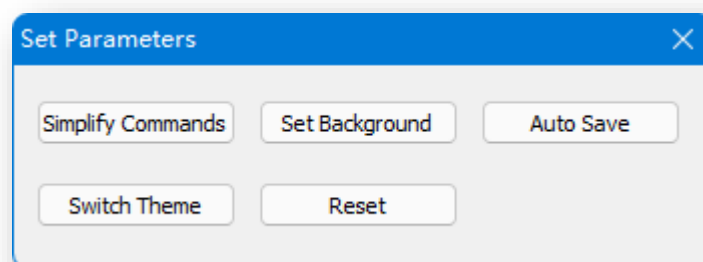 Set Parameters
Simplify Commands
Set Background
Auto Save
Switch Theme
Reset